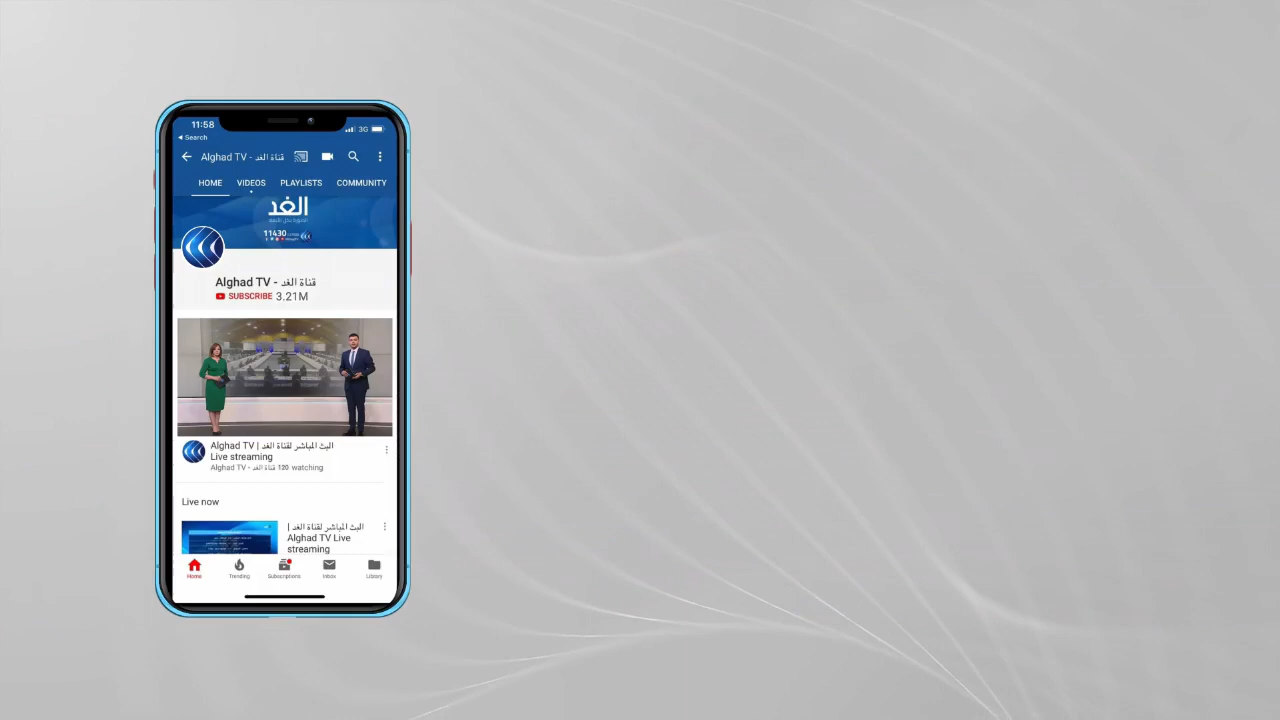 11:58
3G
Search
Alghad TV - قناة الغد
HOME VIDEOS PLAYLISTS COMMUNITY
الغد
11430
Alghad TV - قناة الغد
SUBSCRIBE 3.21M
Alghad TV | البث المباشر لقناة الغد
Live streaming
Alghad TV - قناة الغد 120 watching
Live now
البث المباشر لقناة الغد |
Alghad TV Live
streaming
Home Trending Subscriptions Inbox Library